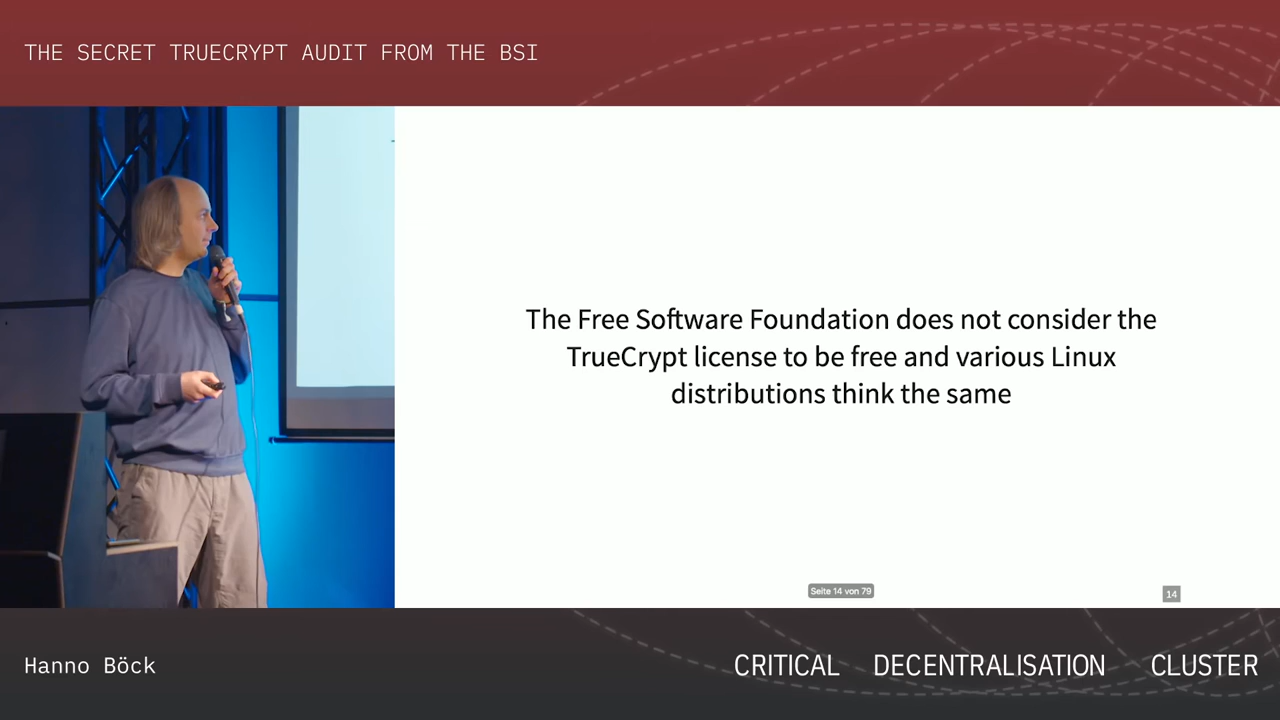 THE SECRET TRUECRYPT AUDIT FROM THE BSI
The Free Software Foundation does not consider the
TrueCrypt license to be free and various Linux
distributions think the same
Seite 14 von 79
14
Hanno Böck
CRITICAL DECENTRALISATION CLUSTER